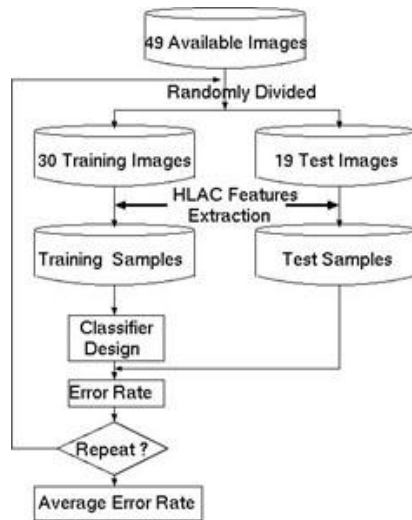 49 Available Images
Randomly Divided
30 Training Images
19 Test Images
HLAC Features
Extraction
Training Samples
Test Samples
Classifier
Design
Error Rate
Repeat ?
Average Error Rate